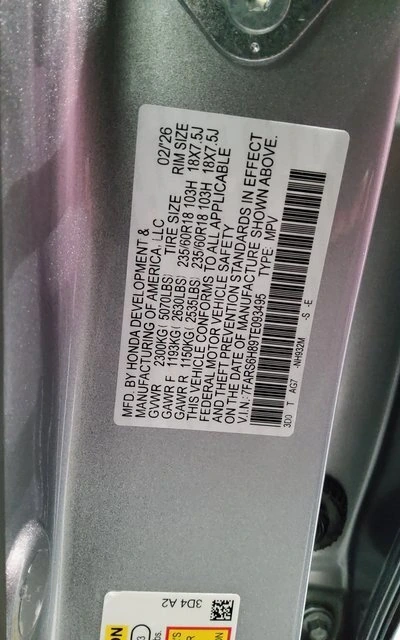 MFD. BY HONDA DEVELOPMENT &
MANUFACTURING OF AMERICA, LLC 02/'26
GVWR 2300KG( 5070LBS) TIRE SIZE RIM SIZE
GAWR F 1193KG( 2630LBS) 235/60R18 103H 18X7.5J
GAWR R 1150KG( 2535LBS) 235/60R18 103H 18X7.5J
THIS VEHICLE CONFORMS TO ALL APPLICABLE
FEDERAL MOTOR VEHICLE SAFETY
AND THEFT PREVENTION STANDARDS IN EFFECT
ON THE DATE OF MANUFACTURE SHOWN ABOVE.
V.I.N.: 7FARS6H89TE093495 TYPE: MPV
3D0 T AG7 -NH932M -S -E
3D4 A2